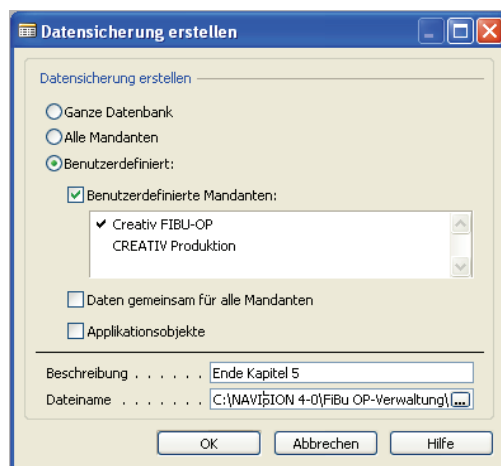 Datensicherung erstellen
Datensicherung erstellen
Ganze Datenbank
Alle Mandanten
Benutzerdefiniert:
Benutzerdefinierte Mandanten:
Creativ FIBU-OP
CREATIV Produktion
Daten gemeinsam für alle Mandanten
Applikationsobjekte
Beschreibung . . . . . . Ende Kapitel 5
Dateiname . . . . . . . C:\NAVISION 4-0\FiBu OP-Verwaltung\ ...
OK Abbrechen Hilfe